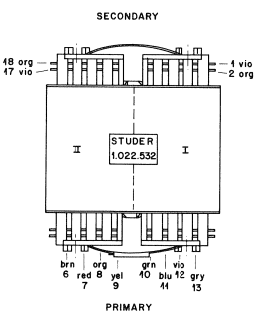 SECONDARY
18 org
17 vio
1 vio
2 org
STUDER
1.022.532
II
I
brn
6
red
7
org
8
yel
9
grn
10
blu
11
vio
12
gry
13
PRIMARY